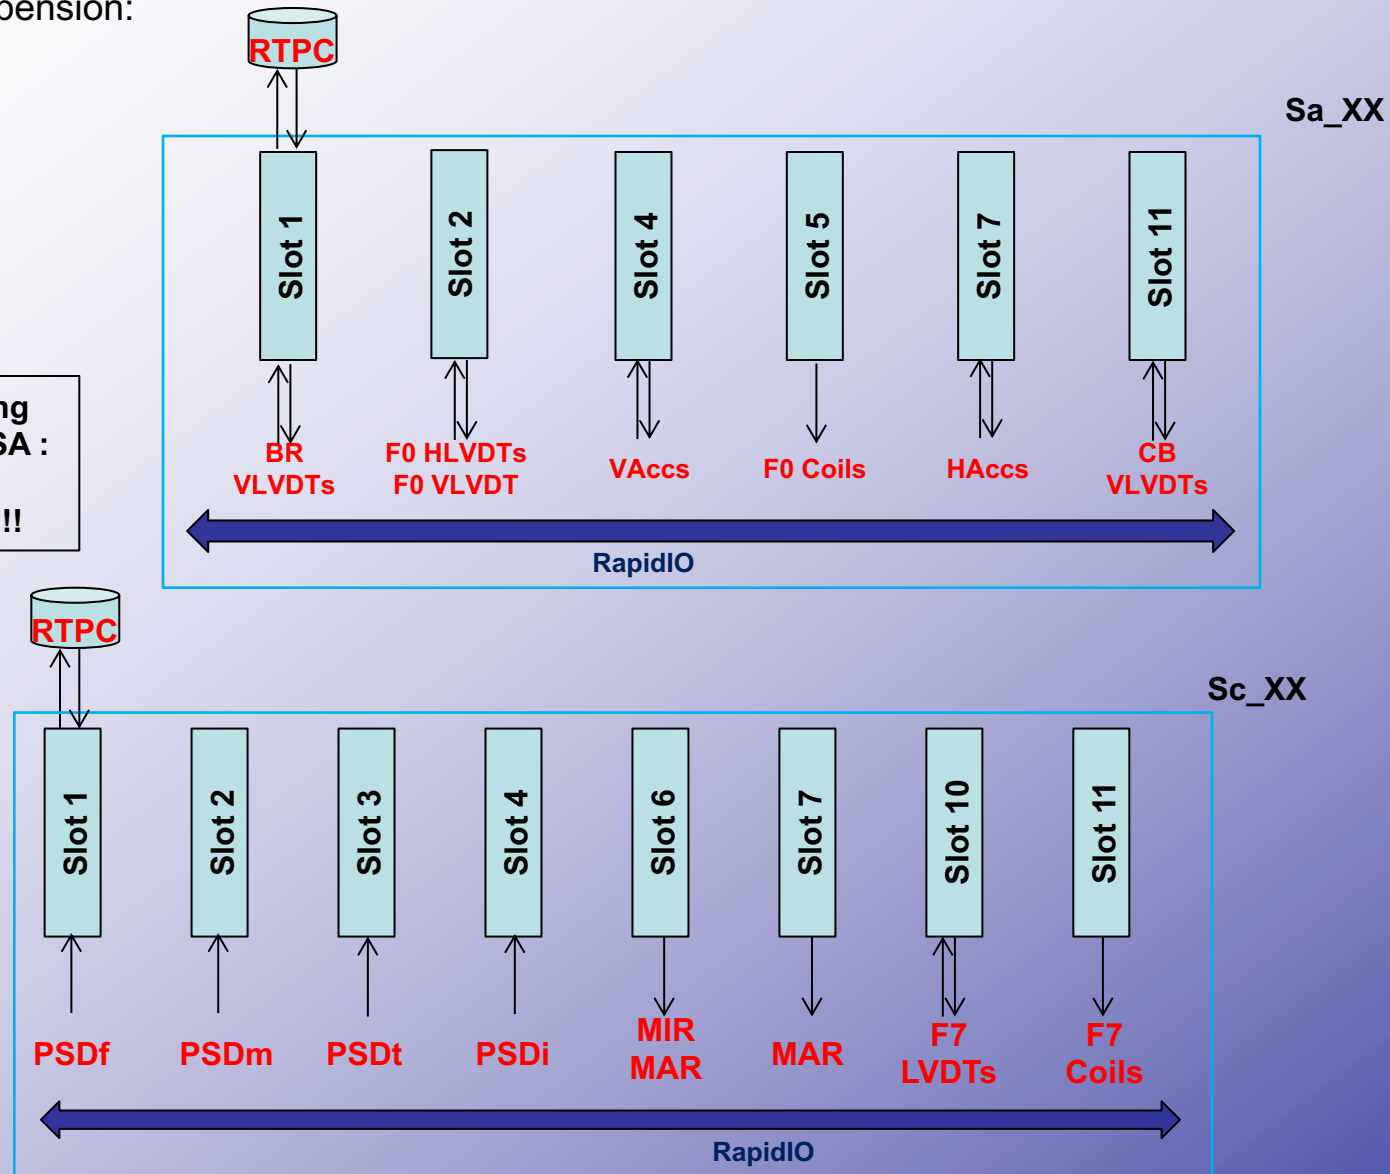 pension:
RTPC
Sa_XX
Slot 1
Slot 2
Slot 4
Slot 5
Slot 7
Slot 11
BR
VLVDTs
F0 HLVDTs
F0 VLVDT
VAccs
F0 Coils
HAccs
CB
VLVDTs
RapidIO
ng
SA :
!!
RTPC
Sc_XX
Slot 1
Slot 2
Slot 3
Slot 4
Slot 6
Slot 7
Slot 10
Slot 11
PSDf
PSDm
PSDt
PSDi
MIR
MAR
MAR
F7
LVDTs
F7
Coils
RapidIO